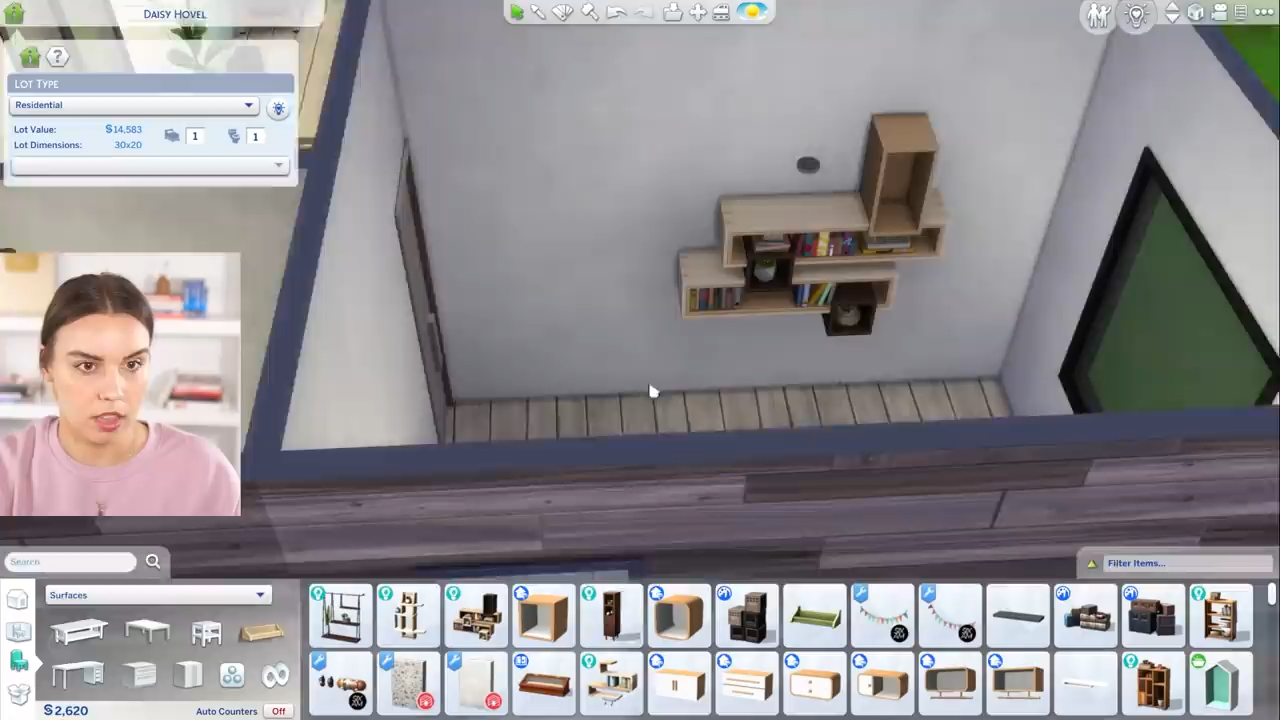 DAISY HOVEL
LOT TYPE
Residential
Lot Value: §14,583
1
1
Lot Dimensions: 30x20
Search
Filter Items...
Surfaces
§2,620
Auto Counters Off